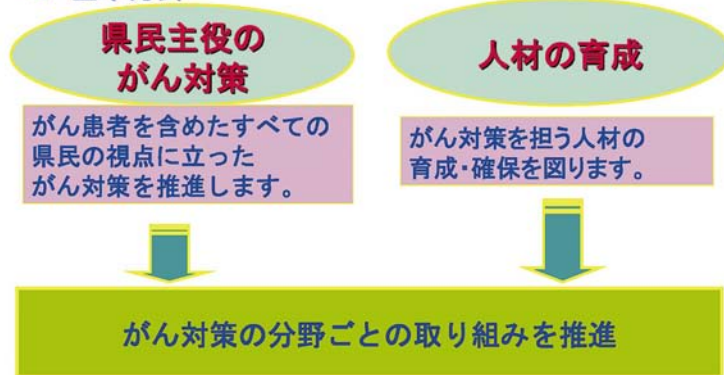 県民主役の
がん対策
人材の育成
がん患者を含めたすべての
県民の視点に立った
がん対策を推進します。
がん対策を担う人材の
育成・確保を図ります。
がん対策の分野ごとの取り組みを推進